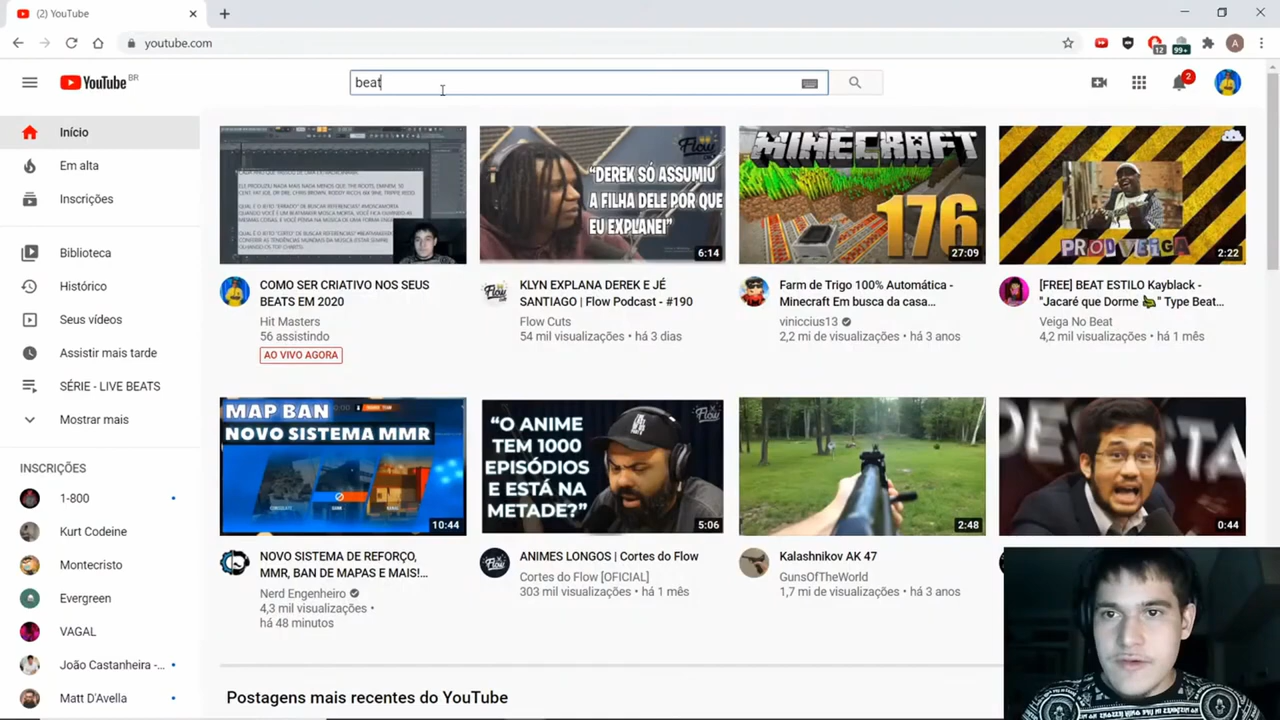 (2) YouTube
youtube.com
12
99+
A
YouTube BR
beat
2
Início
Em alta
Inscrições
Biblioteca
Histórico
Seus vídeos
Assistir mais tarde
SÉRIE - LIVE BEATS
Mostrar mais
INSCRIÇÕES
1-800
Kurt Codeine
Montecristo
Evergreen
VAGAL
João Castanheira -...
Matt D'Avella
COMO SER CRIATIVO NOS SEUS
BEATS EM 2020
Hit Masters
56 assistindo
AO VIVO AGORA
Flow
"DEREK SÓ ASSUMIU
A FILHA DELE POR QUE
EU EXPLANEI"
6:14
KLYN EXPLANA DEREK E JÉ
SANTIAGO | Flow Podcast - #190
Flow Cuts
54 mil visualizações • há 3 dias
MINECRAFT
176
27:09
Farm de Trigo 100% Automática -
Minecraft Em busca da casa...
viniccius13
2,2 mi de visualizações • há 3 anos
PROD VEIGA
2:22
[FREE] BEAT ESTILO Kayblack -
"Jacaré que Dorme 🐊" Type Beat...
Veiga No Beat
4,2 mil visualizações • há 1 mês
MAP BAN
NOVO SISTEMA MMR
10:44
NOVO SISTEMA DE REFORÇO,
MMR, BAN DE MAPAS E MAIS!...
Nerd Engenheiro
4,3 mil visualizações •
há 48 minutos
Flow
"O ANIME
TEM 1000
EPISÓDIOS
E ESTÁ NA
METADE?"
5:06
ANIMES LONGOS | Cortes do Flow
Cortes do Flow [OFICIAL]
303 mil visualizações • há 1 mês
2:48
Kalashnikov AK 47
GunsOfTheWorld
1,7 mi de visualizações • há 3 anos
0:44
Postagens mais recentes do YouTube